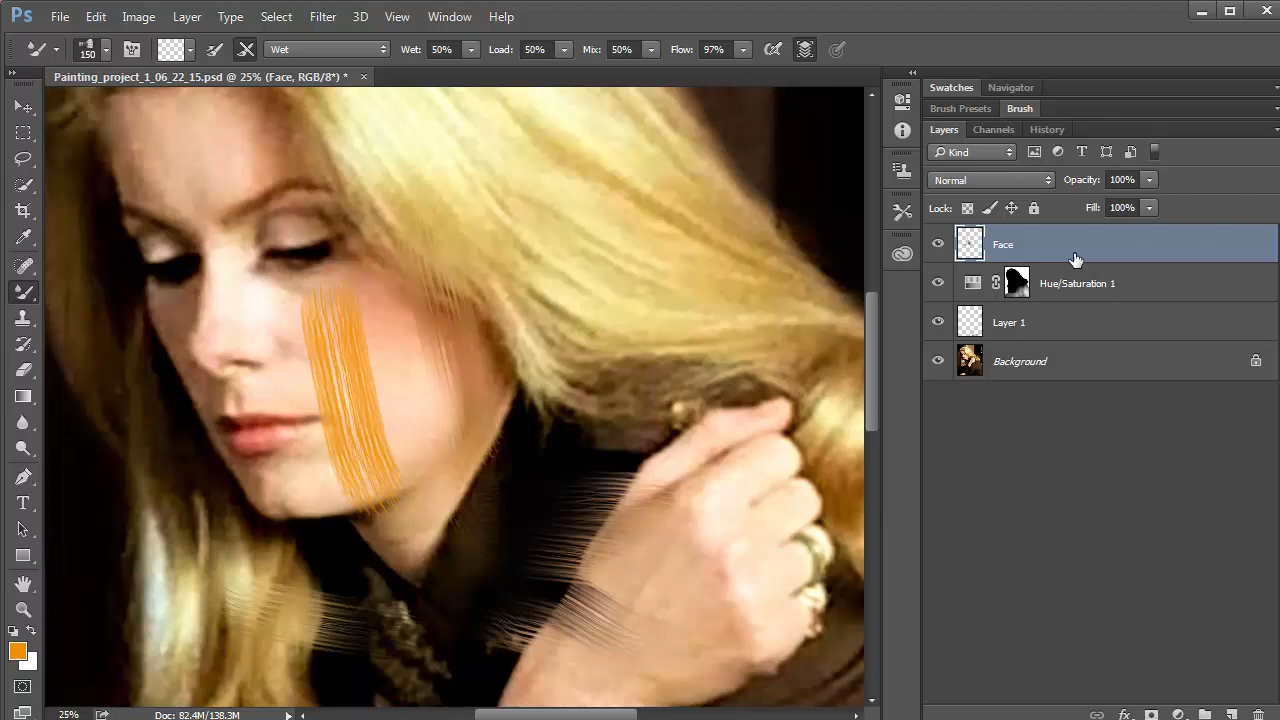 Ps File Edit Image Layer Type Select Filter 3D View Window Help
150 Wet Wet: 50% Load: 50% Mix: 50% Flow: 97%
Painting_project_1_06_22_15.psd @ 25% (Face, RGB/8*) * ×
Swatches Navigator
Brush Presets Brush
Layers Channels History
Kind
Normal Opacity: 100%
Lock: Fill: 100%
Face
Hue/Saturation 1
Layer 1
Background
25% Doc: 82.4M/138.3M
fx